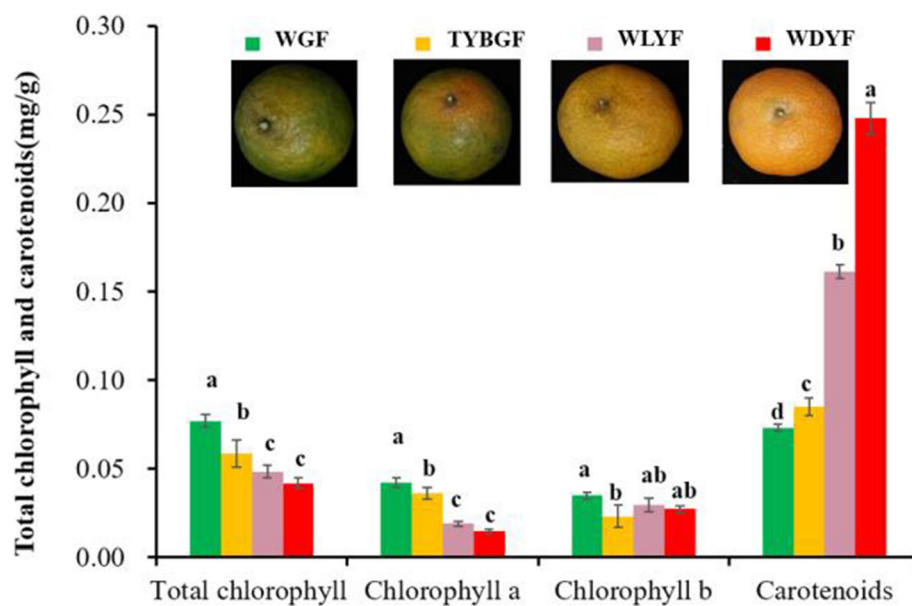 Total chlorophyll and carotenoids(mg/g)
0.30
0.25
0.20
0.15
0.10
0.05
0.00
WGF TYBGF WLYF WDYF
a b c c
a b c c
a b ab ab
d c b a
Total chlorophyll Chlorophyll a Chlorophyll b Carotenoids